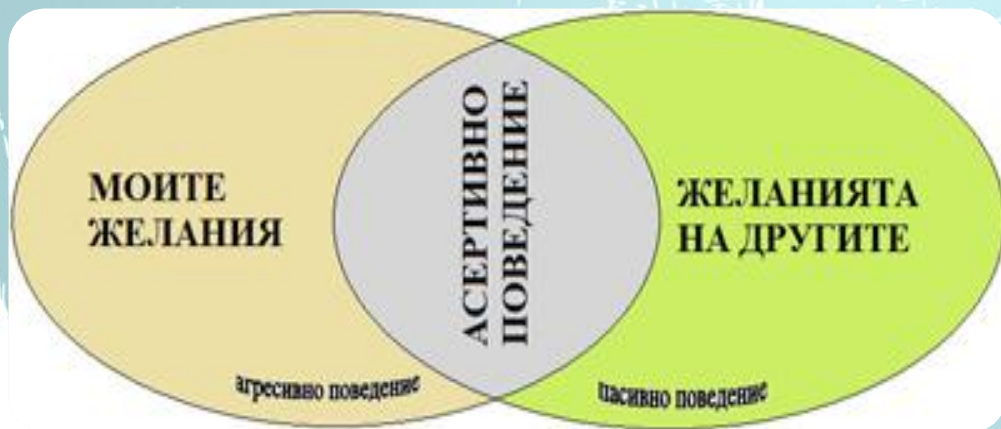 МОИТЕ
ЖЕЛАНИЯ
АСЕРТИВНО
ПОВЕДЕНИЕ
ЖЕЛАНИЯТА
НА ДРУГИТЕ
агресивно поведение
пасивно поведение